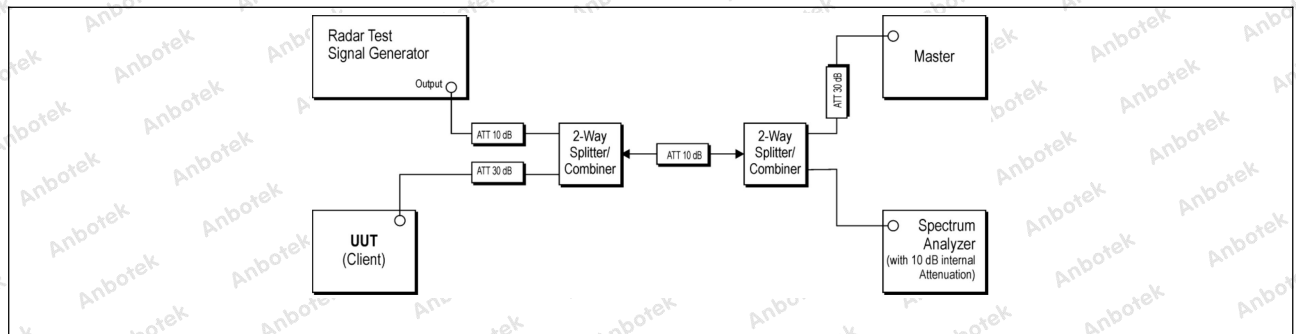 Radar Test
Signal Generator
Output
ATT 10 dB
ATT 30 dB
UUT
(Client)
2-Way
Splitter/
Combiner
ATT 10 dB
2-Way
Splitter/
Combiner
ATT 30 dB
Master
Spectrum
Analyzer
(with 10 dB internal
Attenuation)
Anbotek